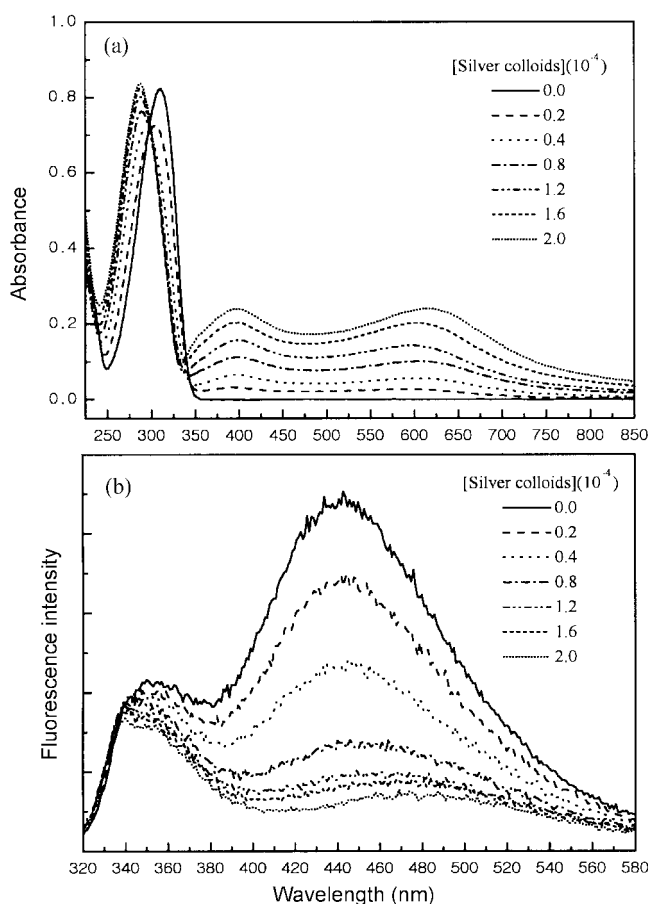 (a)
[Silver colloids](10⁻⁴)
0.0
0.2
0.4
0.8
1.2
1.6
2.0
Absorbance
1.0
0.8
0.6
0.4
0.2
0.0
250 300 350 400 450 500 550 600 650 700 750 800 850
(b)
[Silver colloids](10⁻⁴)
0.0
0.2
0.4
0.8
1.2
1.6
2.0
Fluorescence intensity
320 340 360 380 400 420 440 460 480 500 520 540 560 580
Wavelength (nm)